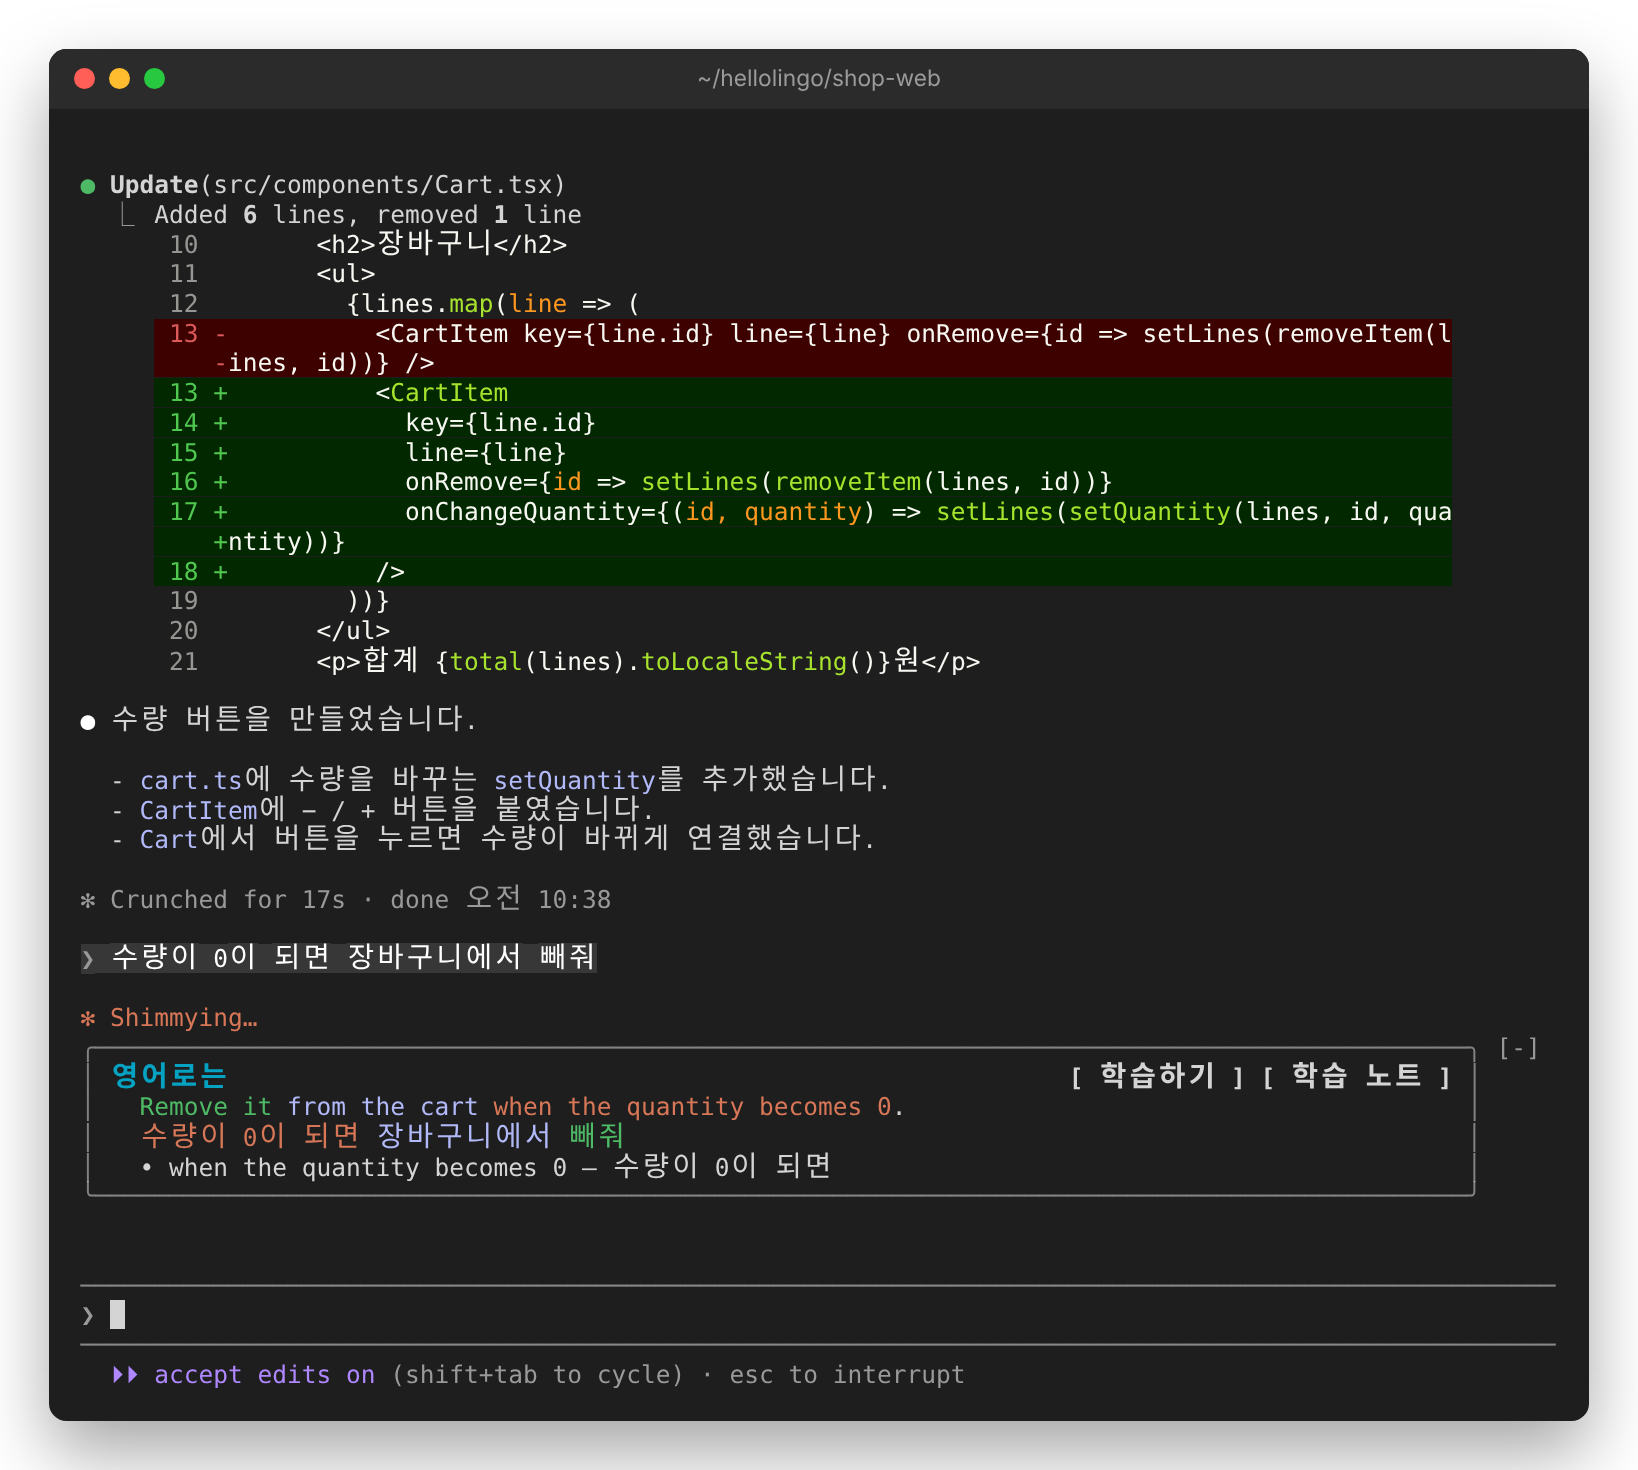 ~/hellolingo/shop-web
● Update(src/components/Cart.tsx)
⎿ Added 6 lines, removed 1 line
10       <h2>장바구니</h2>
11       <ul>
12         {lines.map(line => (
13 -          <CartItem key={line.id} line={line} onRemove={id => setLines(removeItem(l
-ines, id))} />
13 +          <CartItem
14 +            key={line.id}
15 +            line={line}
16 +            onRemove={id => setLines(removeItem(lines, id))}
17 +            onChangeQuantity={(id, quantity) => setLines(setQuantity(lines, id, qua
+ntity))}
18 +          />
19         ))}
20       </ul>
21       <p>합계 {total(lines).toLocaleString()}원</p>
● 수량 버튼을 만들었습니다.
- cart.ts에 수량을 바꾸는 setQuantity를 추가했습니다.
- CartItem에 − / + 버튼을 붙였습니다.
- Cart에서 버튼을 누르면 수량이 바뀌게 연결했습니다.
✻ Crunched for 17s · done 오전 10:38
❯ 수량이 0이 되면 장바구니에서 빼줘
✻ Shimmying…
[-]
영어로는 [ 학습하기 ] [ 학습 노트 ]
Remove it from the cart when the quantity becomes 0.
수량이 0이 되면 장바구니에서 빼줘
• when the quantity becomes 0 — 수량이 0이 되면
❯
⏵⏵ accept edits on (shift+tab to cycle) · esc to interrupt